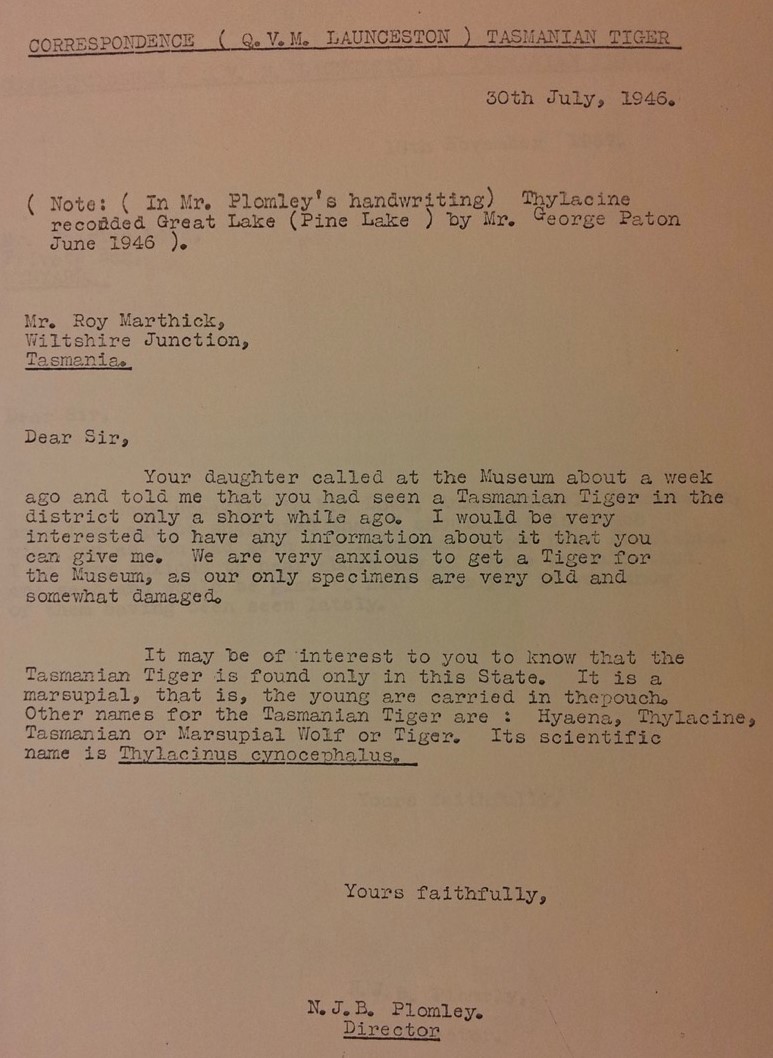 CORRESPONDENCE ( Q.V.M. LAUNCESTON ) TASMANIAN TIGER
30th July, 1946.
( Note: ( In Mr. Plomley's handwriting) Thylacine
recorded Great Lake (Pine Lake ) by Mr. George Paton
June 1946 ).
Mr. Roy Marthick,
Wiltshire Junction,
Tasmania.
Dear Sir,
Your daughter called at the Museum about a week
ago and told me that you had seen a Tasmanian Tiger in the
district only a short while ago. I would be very
interested to have any information about it that you
can give me. We are very anxious to get a Tiger for
the Museum, as our only specimens are very old and
somewhat damaged.
It may be of interest to you to know that the
Tasmanian Tiger is found only in this State. It is a
marsupial, that is, the young are carried in thepouch.
Other names for the Tasmanian Tiger are : Hyaena, Thylacine,
Tasmanian or Marsupial Wolf or Tiger. Its scientific
name is Thylacinus cynocephalus.
Yours faithfully,
N.J.B. Plomley.
Director